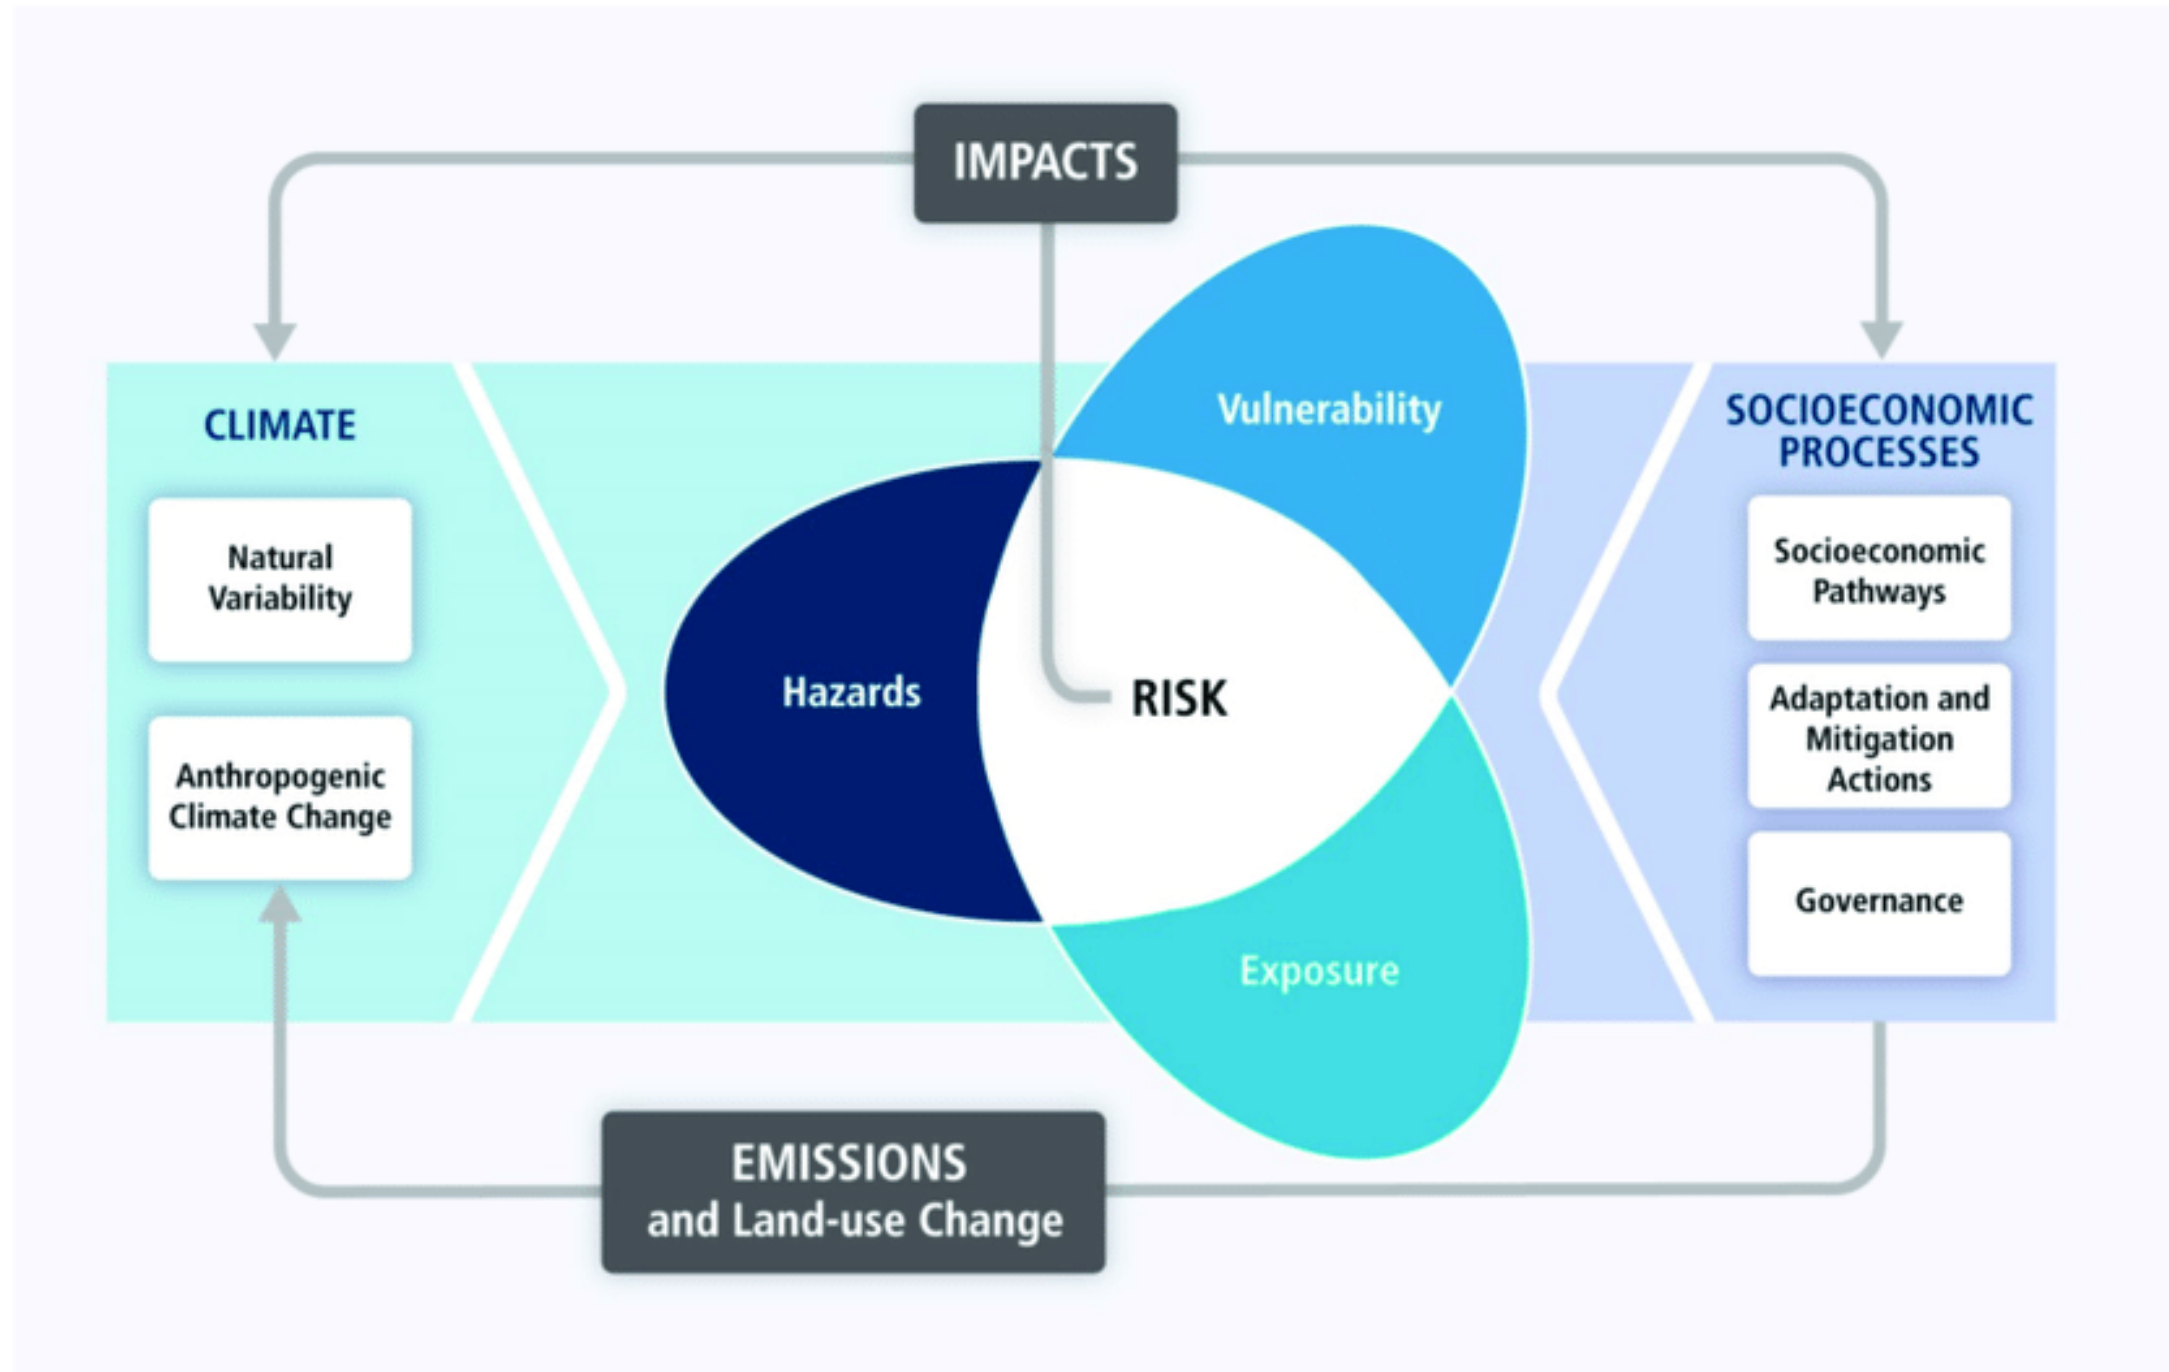 IMPACTS
CLIMATE
Natural
Variability
Anthropogenic
Climate Change
Vulnerability
Hazards
RISK
Exposure
SOCIOECONOMIC
PROCESSES
Socioeconomic
Pathways
Adaptation and
Mitigation
Actions
Governance
EMISSIONS
and Land-use Change